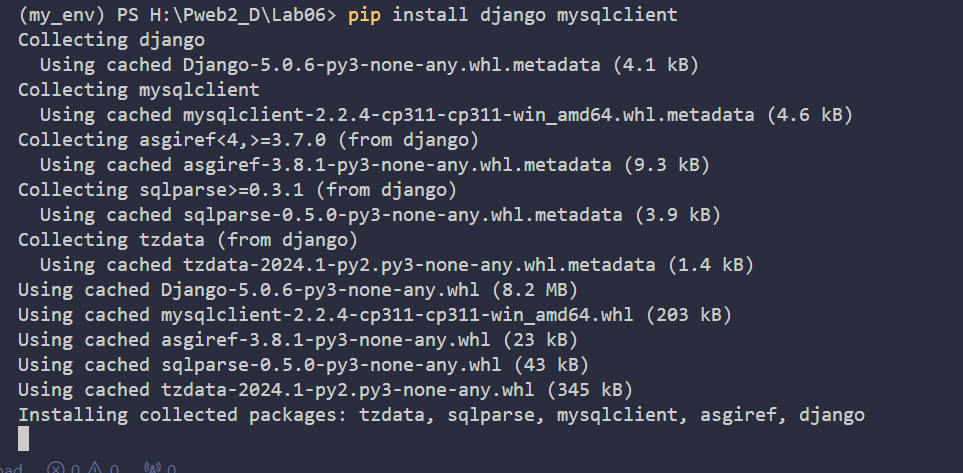 (my_env) PS H:\Pweb2_D\Lab06> pip install django mysqlclient
Collecting django
  Using cached Django-5.0.6-py3-none-any.whl.metadata (4.1 kB)
Collecting mysqlclient
  Using cached mysqlclient-2.2.4-cp311-cp311-win_amd64.whl.metadata (4.6 kB)
Collecting asgiref<4,>=3.7.0 (from django)
  Using cached asgiref-3.8.1-py3-none-any.whl.metadata (9.3 kB)
Collecting sqlparse>=0.3.1 (from django)
  Using cached sqlparse-0.5.0-py3-none-any.whl.metadata (3.9 kB)
Collecting tzdata (from django)
  Using cached tzdata-2024.1-py2.py3-none-any.whl.metadata (1.4 kB)
Using cached Django-5.0.6-py3-none-any.whl (8.2 MB)
Using cached mysqlclient-2.2.4-cp311-cp311-win_amd64.whl (203 kB)
Using cached asgiref-3.8.1-py3-none-any.whl (23 kB)
Using cached sqlparse-0.5.0-py3-none-any.whl (43 kB)
Using cached tzdata-2024.1-py2.py3-none-any.whl (345 kB)
Installing collected packages: tzdata, sqlparse, mysqlclient, asgiref, django
0 0 0